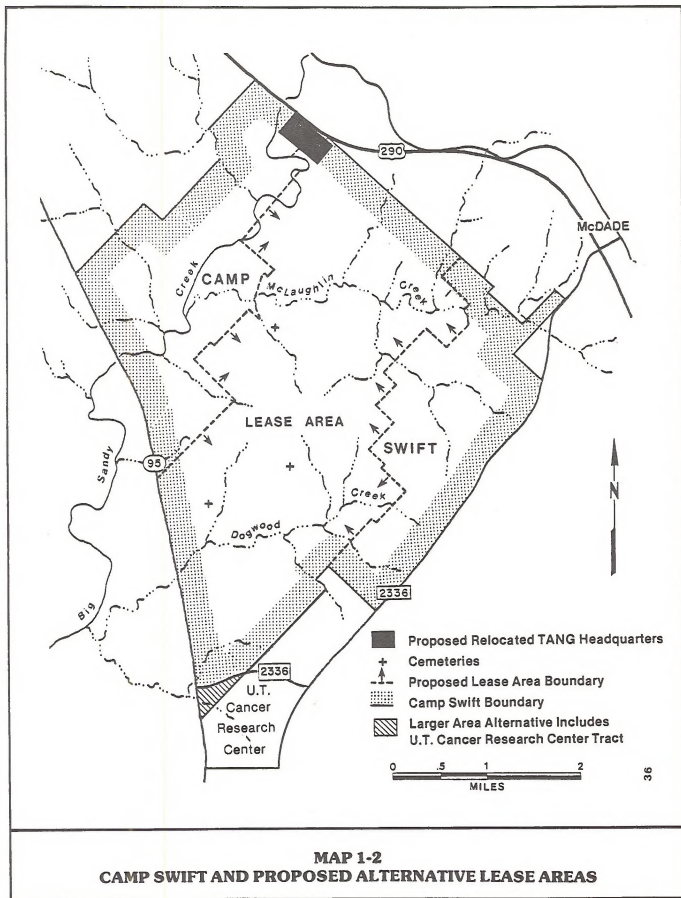 290
McDADE
CAMP
Creek
McLaughlin
Creek
LEASE AREA
SWIFT
95
Sandy
Creek
Dogwood
N
Big
2336
2336
U.T.
Cancer
Research
Center
Proposed Relocated TANG Headquarters
+ Cemeteries
Proposed Lease Area Boundary
Camp Swift Boundary
Larger Area Alternative Includes
U.T. Cancer Research Center Tract
0 .5 1 2
MILES
36
MAP 1-2
CAMP SWIFT AND PROPOSED ALTERNATIVE LEASE AREAS